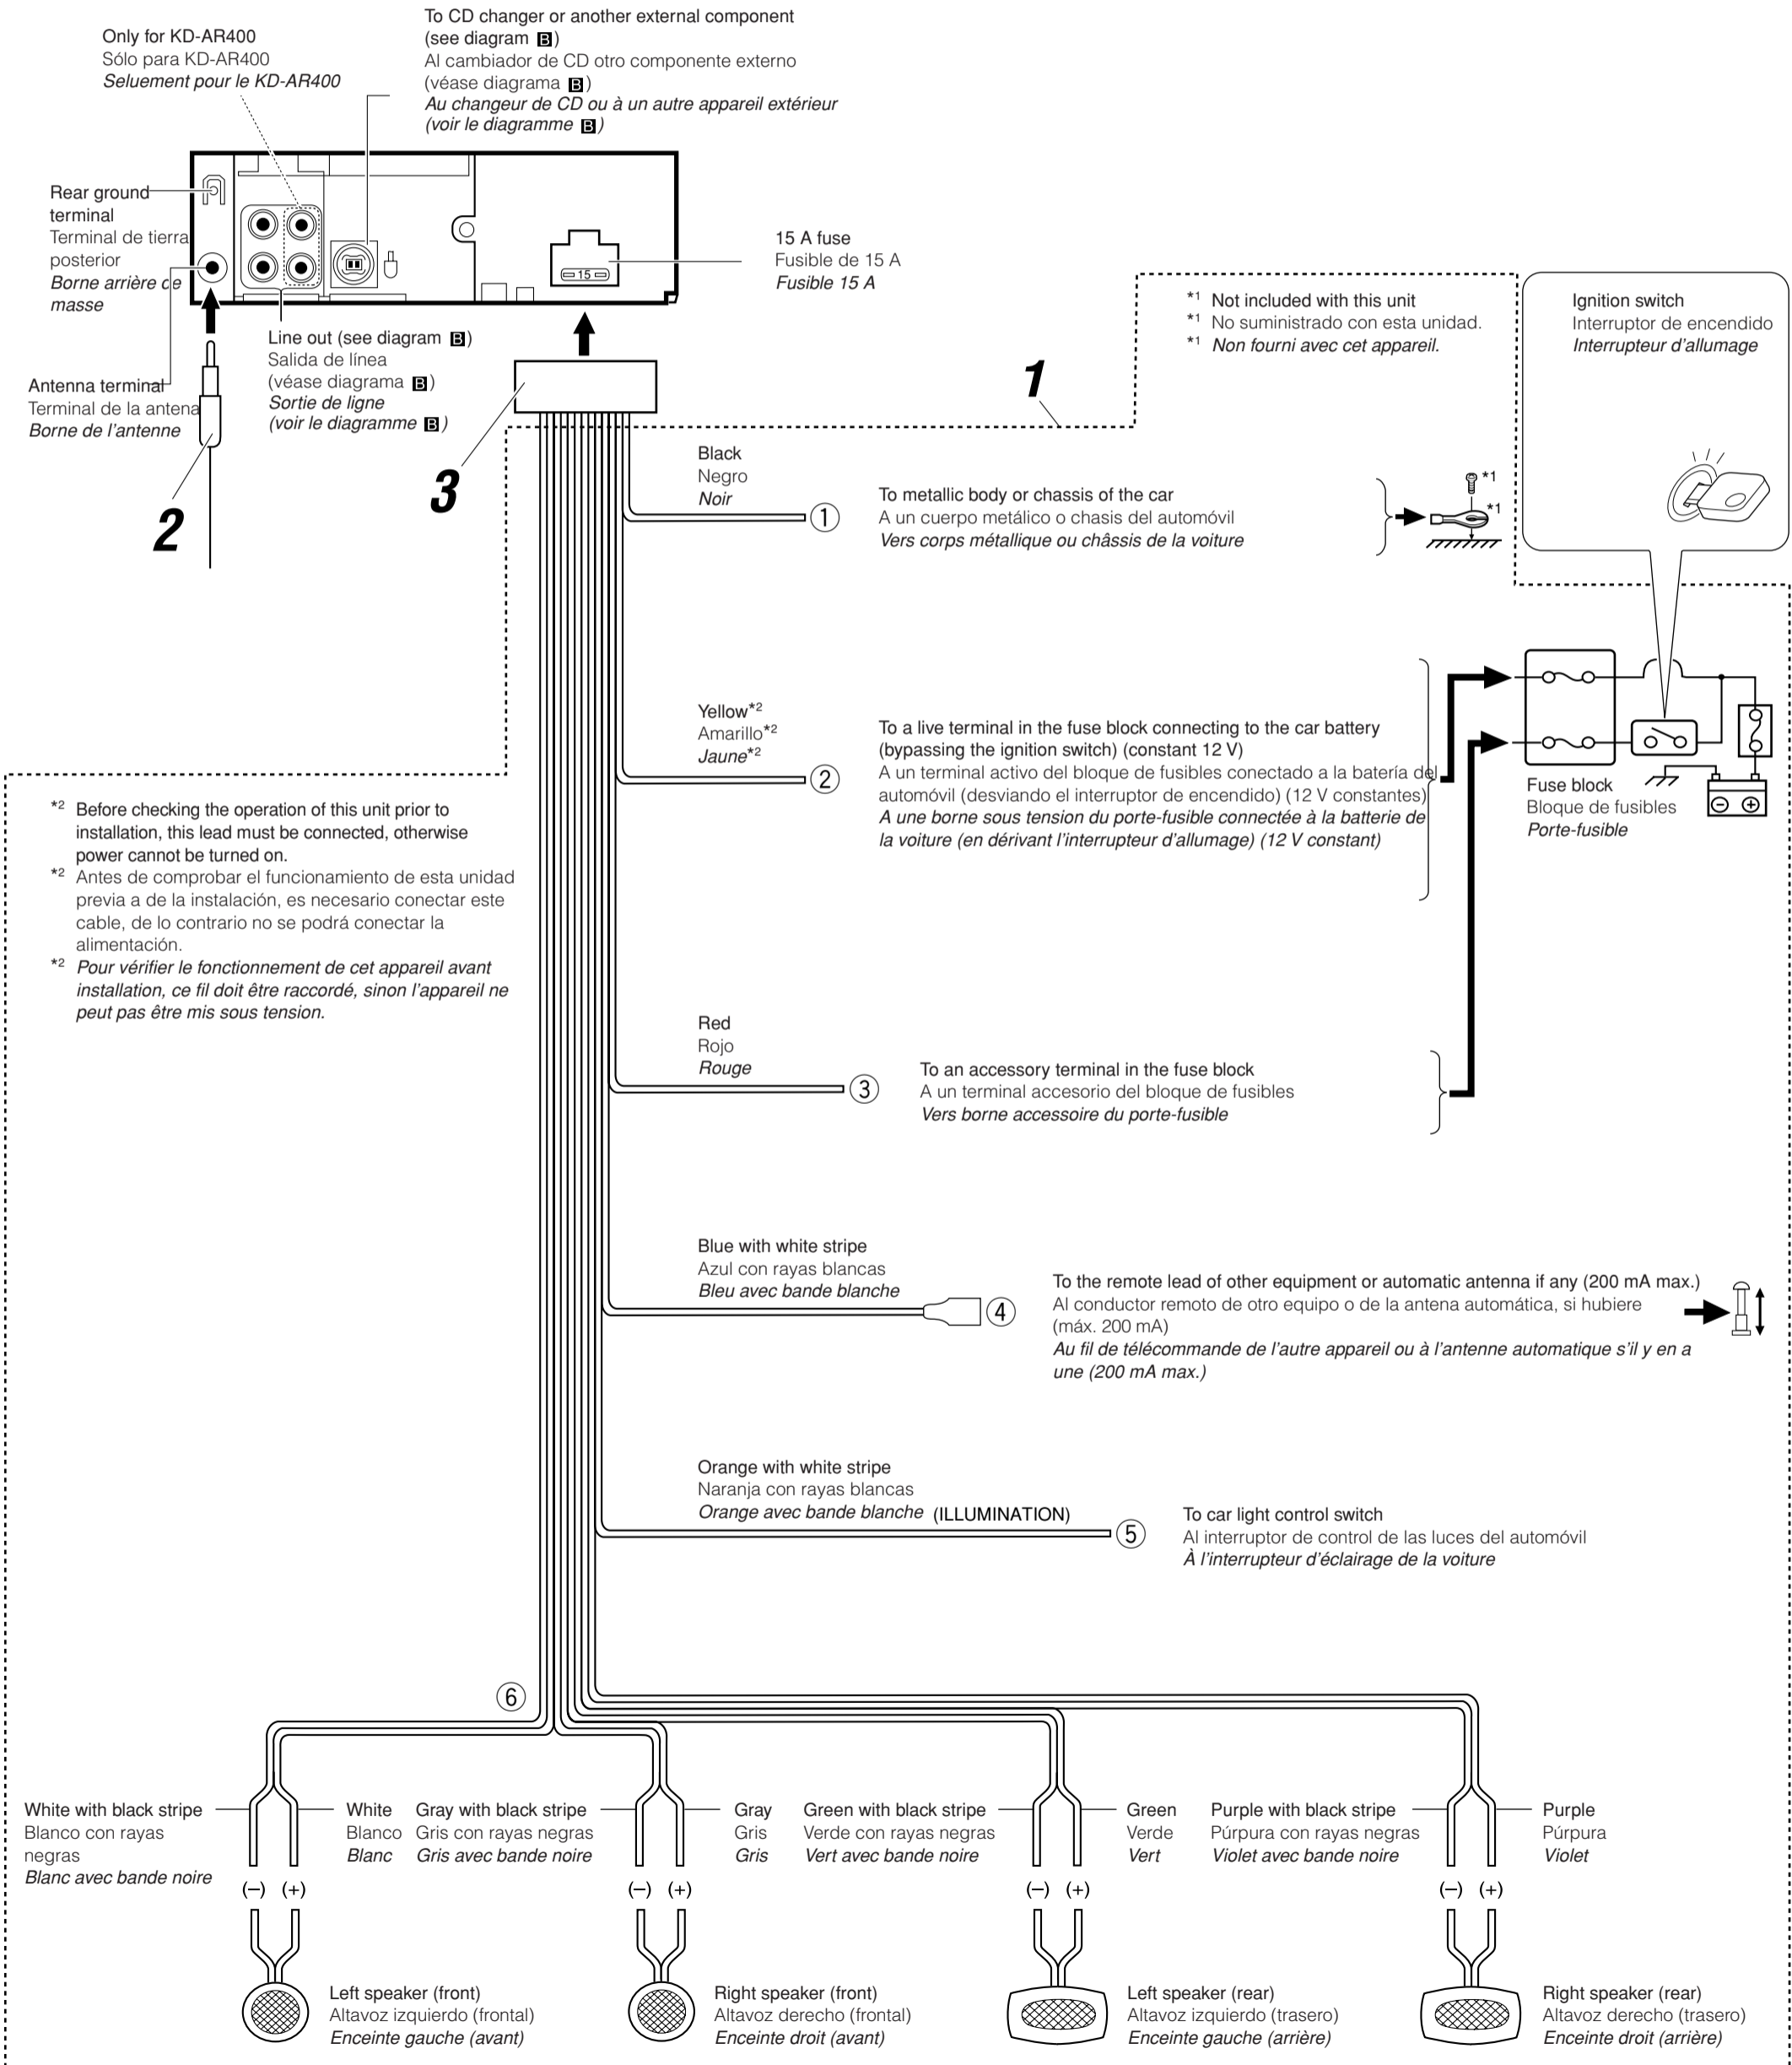 To CD changer or another external component
(see diagram B)
Al cambiador de CD otro componente externo
(véase diagrama B)
Au changeur de CD ou à un autre appareil extérieur
(voir le diagramme B)
Only for KD-AR400
Sólo para KD-AR400
Seluement pour le KD-AR400
Rear ground
terminal
Terminal de tierra
posterior
Borne arrière de
masse
15
15 A fuse
Fusible de 15 A
Fusible 15 A
Antenna terminal
Terminal de la antena
Borne de l'antenne
2
Line out (see diagram B)
Salida de línea
(véase diagrama B)
Sortie de ligne
(voir le diagramme B)
3
1
*1 Not included with this unit
*1 No suministrado con esta unidad.
*1 Non fourni avec cet appareil.
Ignition switch
Interruptor de encendido
Interrupteur d'allumage
Black
Negro
Noir
①
To metallic body or chassis of the car
A un cuerpo metálico o chasis del automóvil
Vers corps métallique ou châssis de la voiture
*1
*1
Yellow*2
Amarillo*2
Jaune*2
②
To a live terminal in the fuse block connecting to the car battery
(bypassing the ignition switch) (constant 12 V)
A un terminal activo del bloque de fusibles conectado a la batería del
automóvil (desviando el interruptor de encendido) (12 V constantes)
A une borne sous tension du porte-fusible connectée à la batterie de
la voiture (en dérivant l'interrupteur d'allumage) (12 V constant)
Fuse block
Bloque de fusibles
Porte-fusible
*2 Before checking the operation of this unit prior to
installation, this lead must be connected, otherwise
power cannot be turned on.
*2 Antes de comprobar el funcionamiento de esta unidad
previa a de la instalación, es necesario conectar este
cable, de lo contrario no se podrá conectar la
alimentación.
*2 Pour vérifier le fonctionnement de cet appareil avant
installation, ce fil doit être raccordé, sinon l'appareil ne
peut pas être mis sous tension.
Red
Rojo
Rouge
③
To an accessory terminal in the fuse block
A un terminal accesorio del bloque de fusibles
Vers borne accessoire du porte-fusible
Blue with white stripe
Azul con rayas blancas
Bleu avec bande blanche
④
To the remote lead of other equipment or automatic antenna if any (200 mA max.)
Al conductor remoto de otro equipo o de la antena automática, si hubiere
(máx. 200 mA)
Au fil de télécommande de l'autre appareil ou à l'antenne automatique s'il y en a
une (200 mA max.)
Orange with white stripe
Naranja con rayas blancas
Orange avec bande blanche (ILLUMINATION)
⑤
To car light control switch
Al interruptor de control de las luces del automóvil
À l'interrupteur d'éclairage de la voiture
⑥
White with black stripe
Blanco con rayas
negras
Blanc avec bande noire
White
Blanco
Blanc
Gray with black stripe
Gris con rayas negras
Gris avec bande noire
Gray
Gris
Gris
Green with black stripe
Verde con rayas negras
Vert avec bande noire
Green
Verde
Vert
Purple with black stripe
Púrpura con rayas negras
Violet avec bande noire
Purple
Púrpura
Violet
(−) (+)
(−) (+)
(−) (+)
(−) (+)
Left speaker (front)
Altavoz izquierdo (frontal)
Enceinte gauche (avant)
Right speaker (front)
Altavoz derecho (frontal)
Enceinte droit (avant)
Left speaker (rear)
Altavoz izquierdo (trasero)
Enceinte gauche (arrière)
Right speaker (rear)
Altavoz derecho (trasero)
Enceinte droit (arrière)